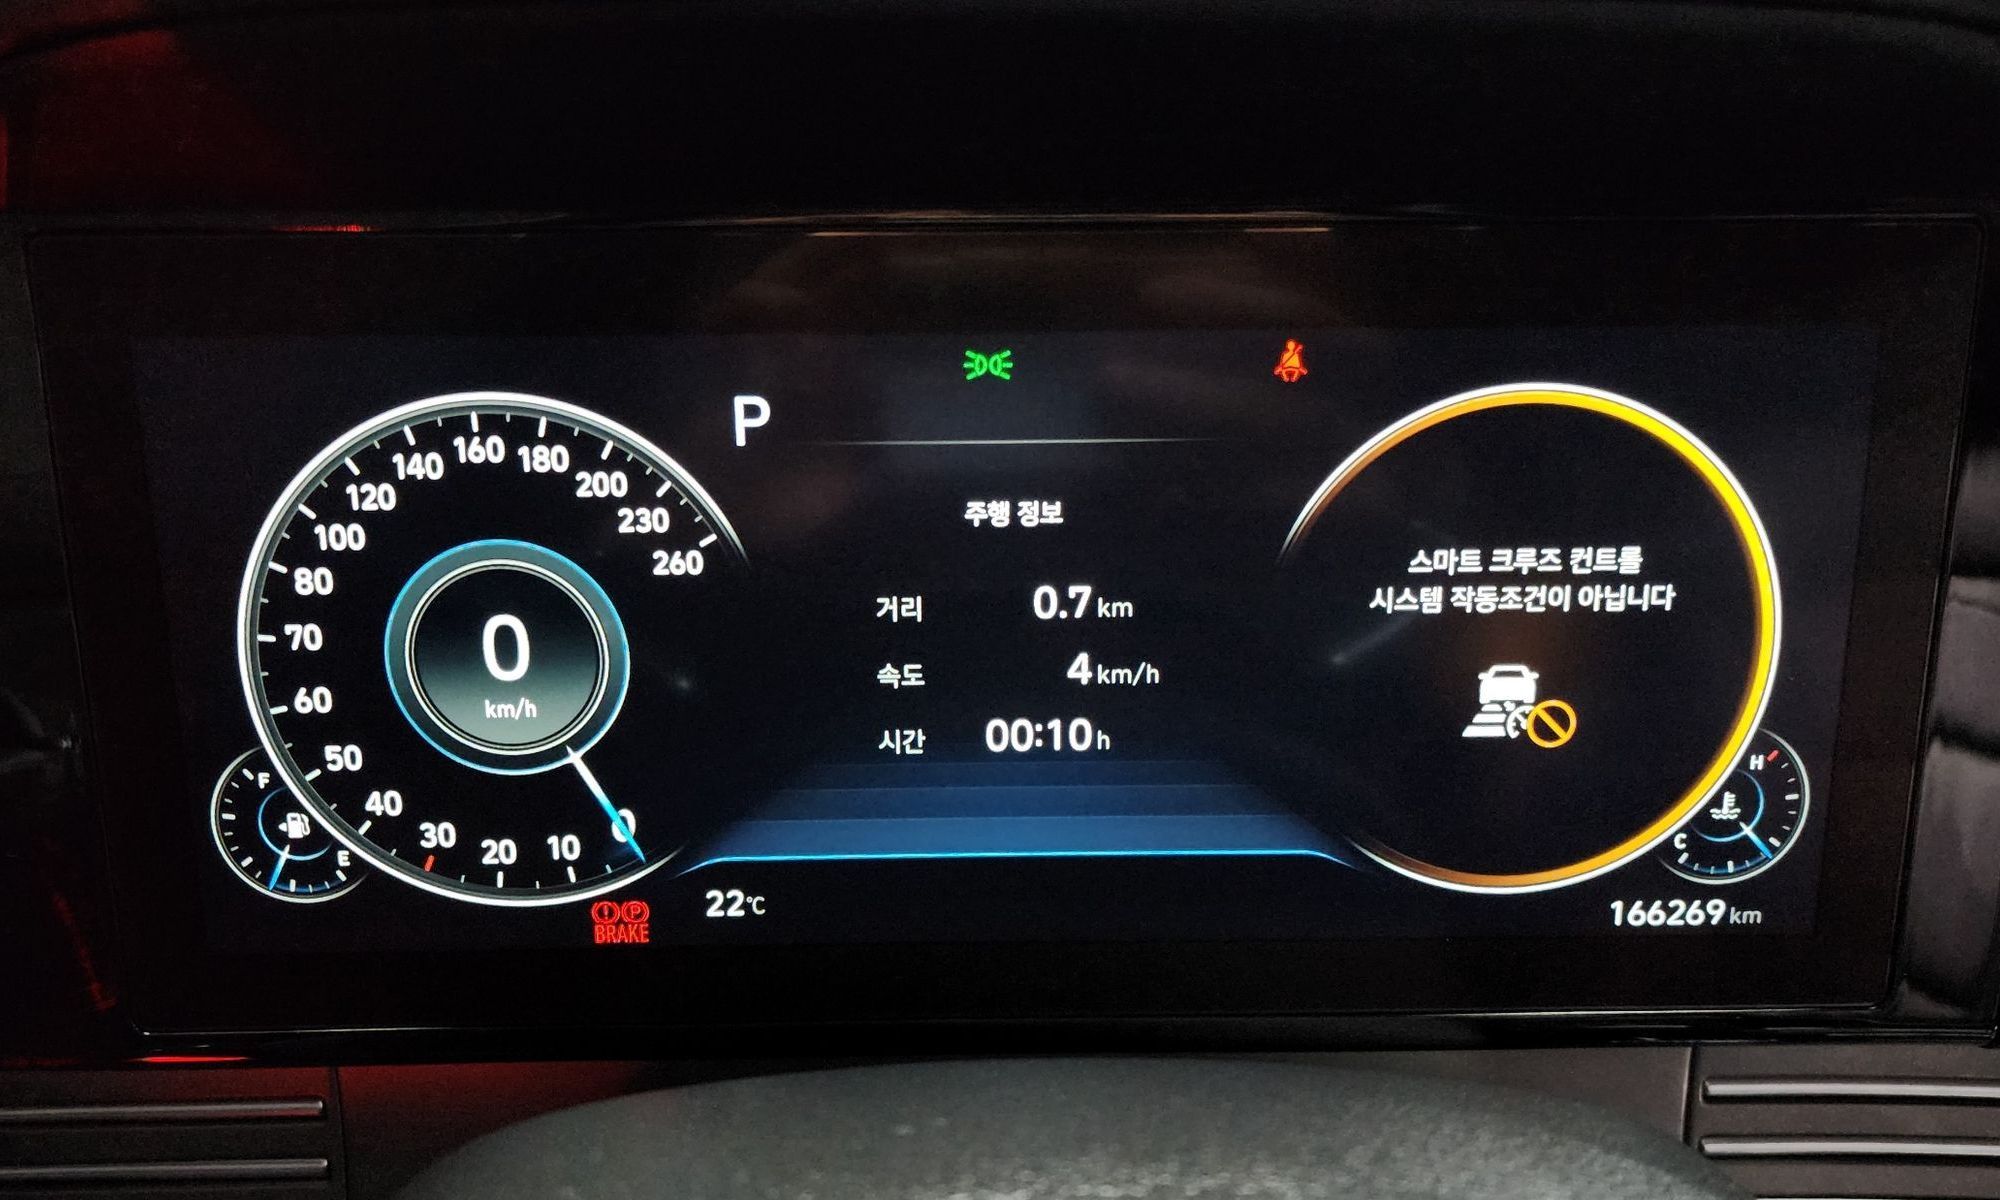 P
160
140
180
120
200
100
230
260
80
70
60
50
40
30
20
10
0
0
km/h
F
E
BRAKE
22°C
주행 정보
거리 0.7 km
속도 4 km/h
시간 00:10 h
스마트 크루즈 컨트롤
시스템 작동조건이 아닙니다
H
C
166269 km